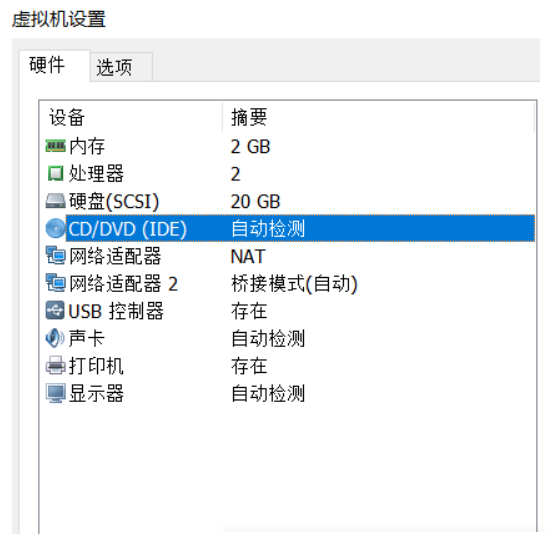 虚拟机设置
硬件 选项
设备 摘要
内存 2 GB
处理器 2
硬盘(SCSI) 20 GB
CD/DVD (IDE) 自动检测
网络适配器 NAT
网络适配器 2 桥接模式(自动)
USB 控制器 存在
声卡 自动检测
打印机 存在
显示器 自动检测